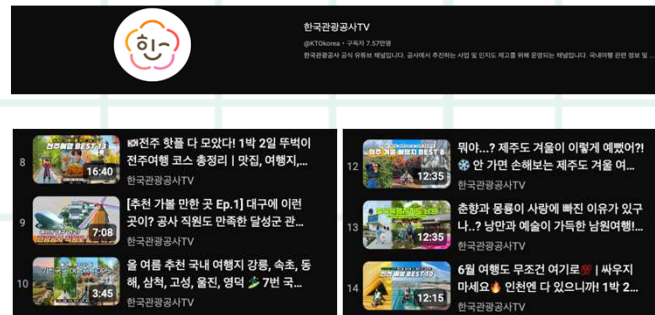 한국관광공사TV
@KTOkorea • 구독자 7.57만명
한국관광공사 공식 유튜브 채널입니다. 공사에서 추진하는 사업 및 인지도 제고를 위해 운영되는 채널입니다. 국내여행 관련 정보 및 ...
8
전주여행 BEST 13
16:40
🍽전주 핫플 다 모았다! 1박 2일 뚜벅이
전주여행 코스 총정리 | 맛집, 여행지,...
한국관광공사TV
9
7:08
[추천 가볼 만한 곳 Ep.1] 대구에 이런
곳이? 공사 직원도 만족한 달성군 관...
한국관광공사TV
10
3:45
올 여름 추천 국내 여행지 강릉, 속초, 동
해, 삼척, 고성, 울진, 영덕 🏄 7번 국...
한국관광공사TV
12
12:35
뭐야...? 제주도 겨울이 이렇게 예뻤어?!
❄️ 안 가면 손해보는 제주도 겨울 여...
한국관광공사TV
13
12:35
춘향과 몽룡이 사랑에 빠진 이유가 있구
나..? 낭만과 예술이 가득한 남원여행!...
한국관광공사TV
14
12:15
6월 여행도 무조건 여기로💯 | 싸우지
마세요🔥 인천엔 다 있으니까! 1박 2...
한국관광공사TV